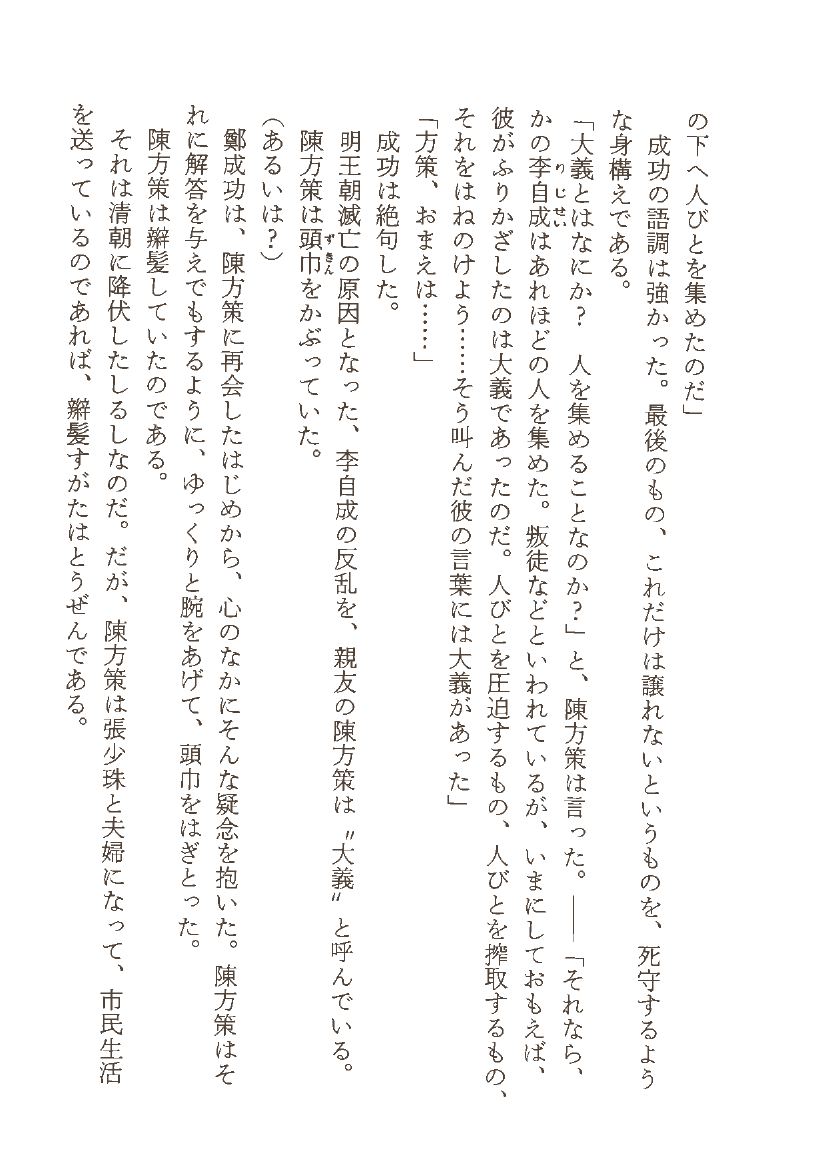 の下へ人びとを集めたのだ」
成功の語調は強かった。最後のもの、これだけは譲れないというものを、死守するよう
な身構えである。
「大義とはなにか？　人を集めることなのか？」と、陳方策は言った。――「それなら、
かの李自成はあれほどの人を集めた。叛徒などといわれているが、いまにしておもえば、
りじせい
彼がふりかざしたのは大義であったのだ。人びとを圧迫するもの、人びとを搾取するもの、
それをはねのけよう……そう叫んだ彼の言葉には大義があった」
「方策、おまえは……」
成功は絶句した。
明王朝滅亡の原因となった、李自成の反乱を、親友の陳方策は〝大義〟と呼んでいる。
陳方策は頭巾をかぶっていた。
ずきん
（あるいは？）
鄭成功は、陳方策に再会したはじめから、心のなかにそんな疑念を抱いた。陳方策はそ
れに解答を与えでもするように、ゆっくりと腕をあげて、頭巾をはぎとった。
陳方策は辮髪していたのである。
それは清朝に降伏したしるしなのだ。だが、陳方策は張少珠と夫婦になって、市民生活
を送っているのであれば、辮髪すがたはとうぜんである。